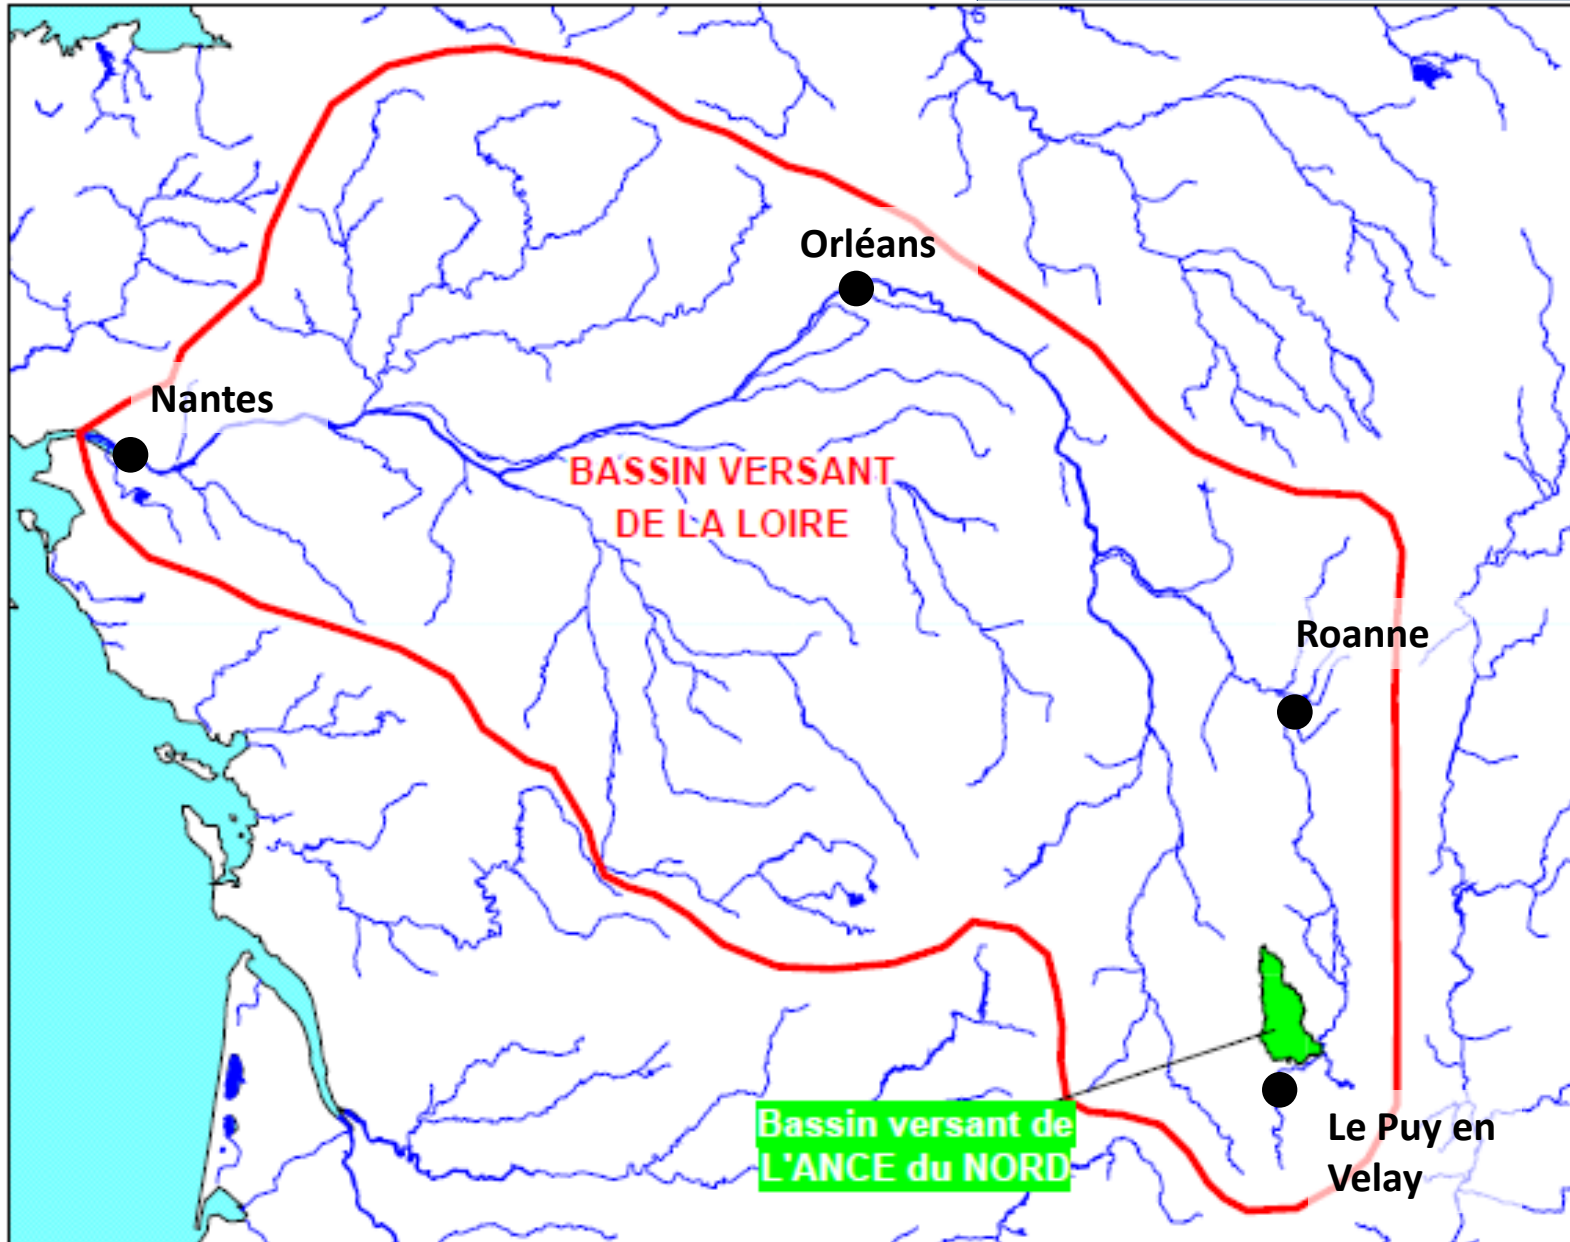 Orléans
Nantes
BASSIN VERSANT
DE LA LOIRE
Roanne
Bassin versant de
L'ANCE du NORD
Le Puy en
Velay